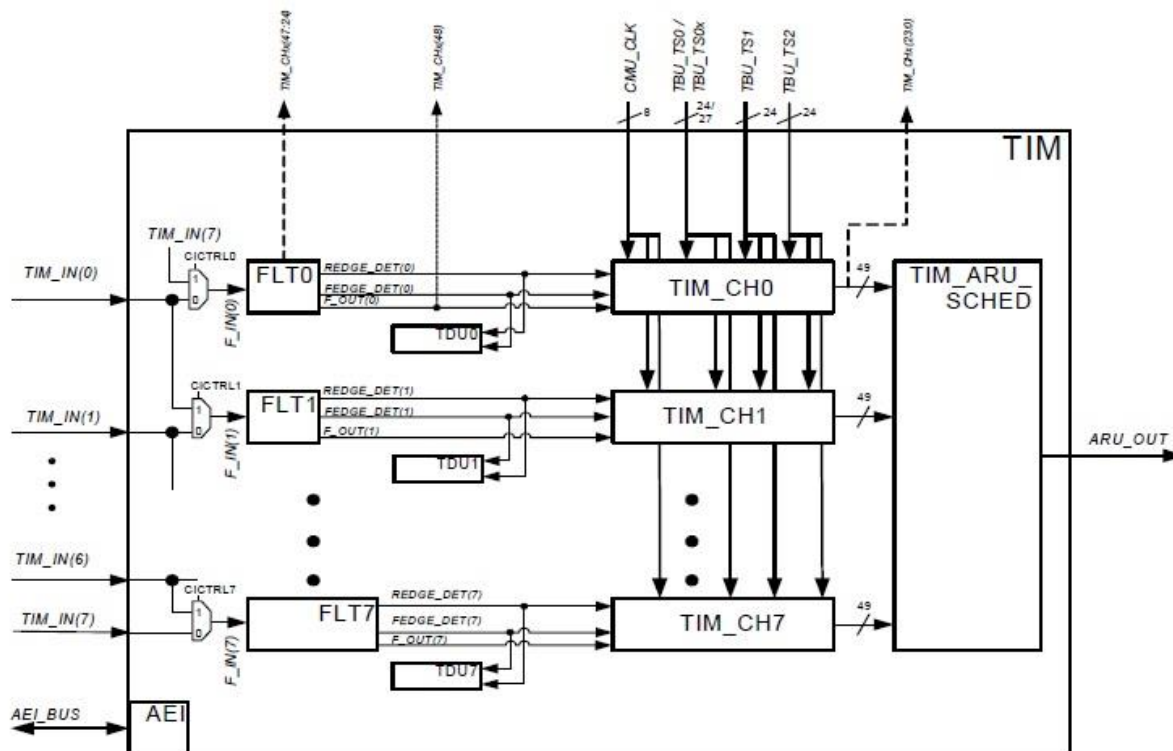 TIM_CHx(47:24)
TIM_CHx(48)
CMU_CLK
TBU_TS0 /
TBU_TS0x
TBU_TS1
TBU_TS2
TIM_CHx(23:0)
8
24/
27
24
24
TIM
TIM_IN(7)
CICTRL0
TIM_IN(0)
1
0
F_IN(0)
FLT0
REDGE_DET(0)
FEDGE_DET(0)
F_OUT(0)
TDU0
TIM_CH0
49
TIM_ARU_
SCHED
CICTRL1
TIM_IN(1)
1
0
F_IN(1)
FLT1
REDGE_DET(1)
FEDGE_DET(1)
F_OUT(1)
TDU1
TIM_CH1
49
ARU_OUT
TIM_IN(6)
CICTRL7
TIM_IN(7)
1
0
F_IN(7)
FLT7
REDGE_DET(7)
FEDGE_DET(7)
F_OUT(7)
TDU7
TIM_CH7
49
AEI_BUS
AEI